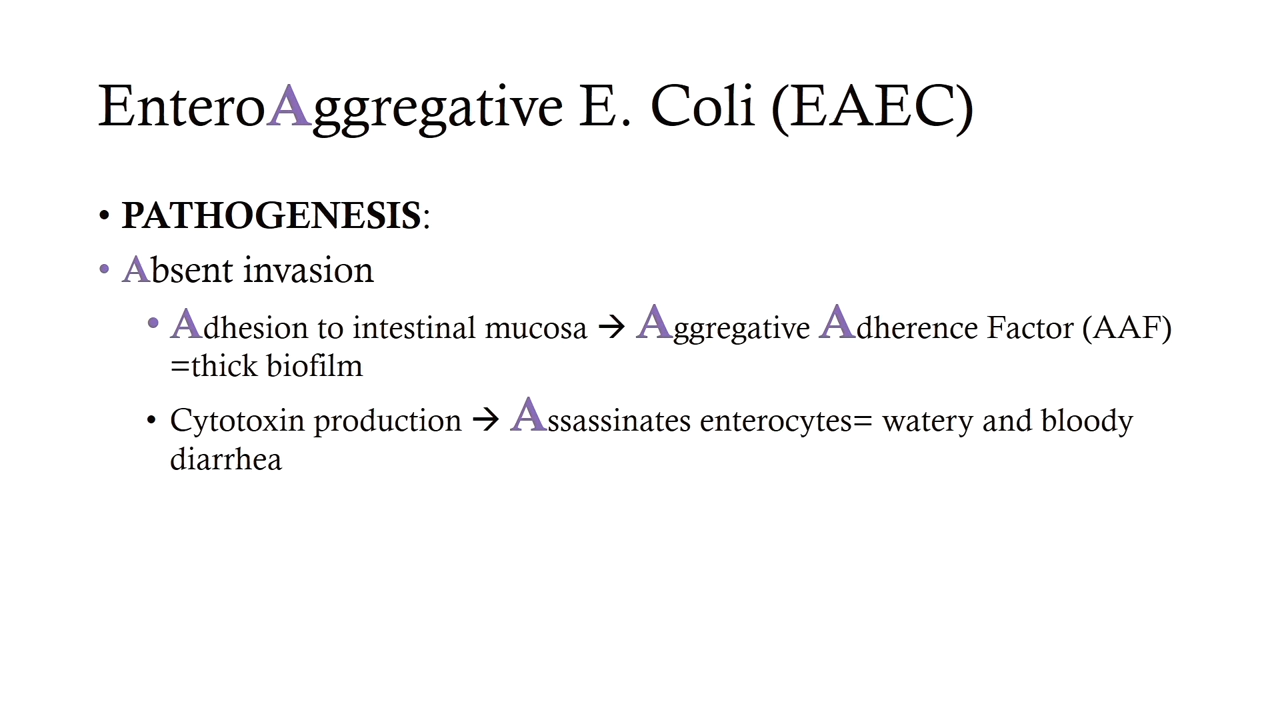 EnteroAggregative E. Coli (EAEC)
• PATHOGENESIS:
• Absent invasion
• Adhesion to intestinal mucosa → Aggregative Adherence Factor (AAF)
=thick biofilm
• Cytotoxin production → Assassinates enterocytes= watery and bloody
diarrhea